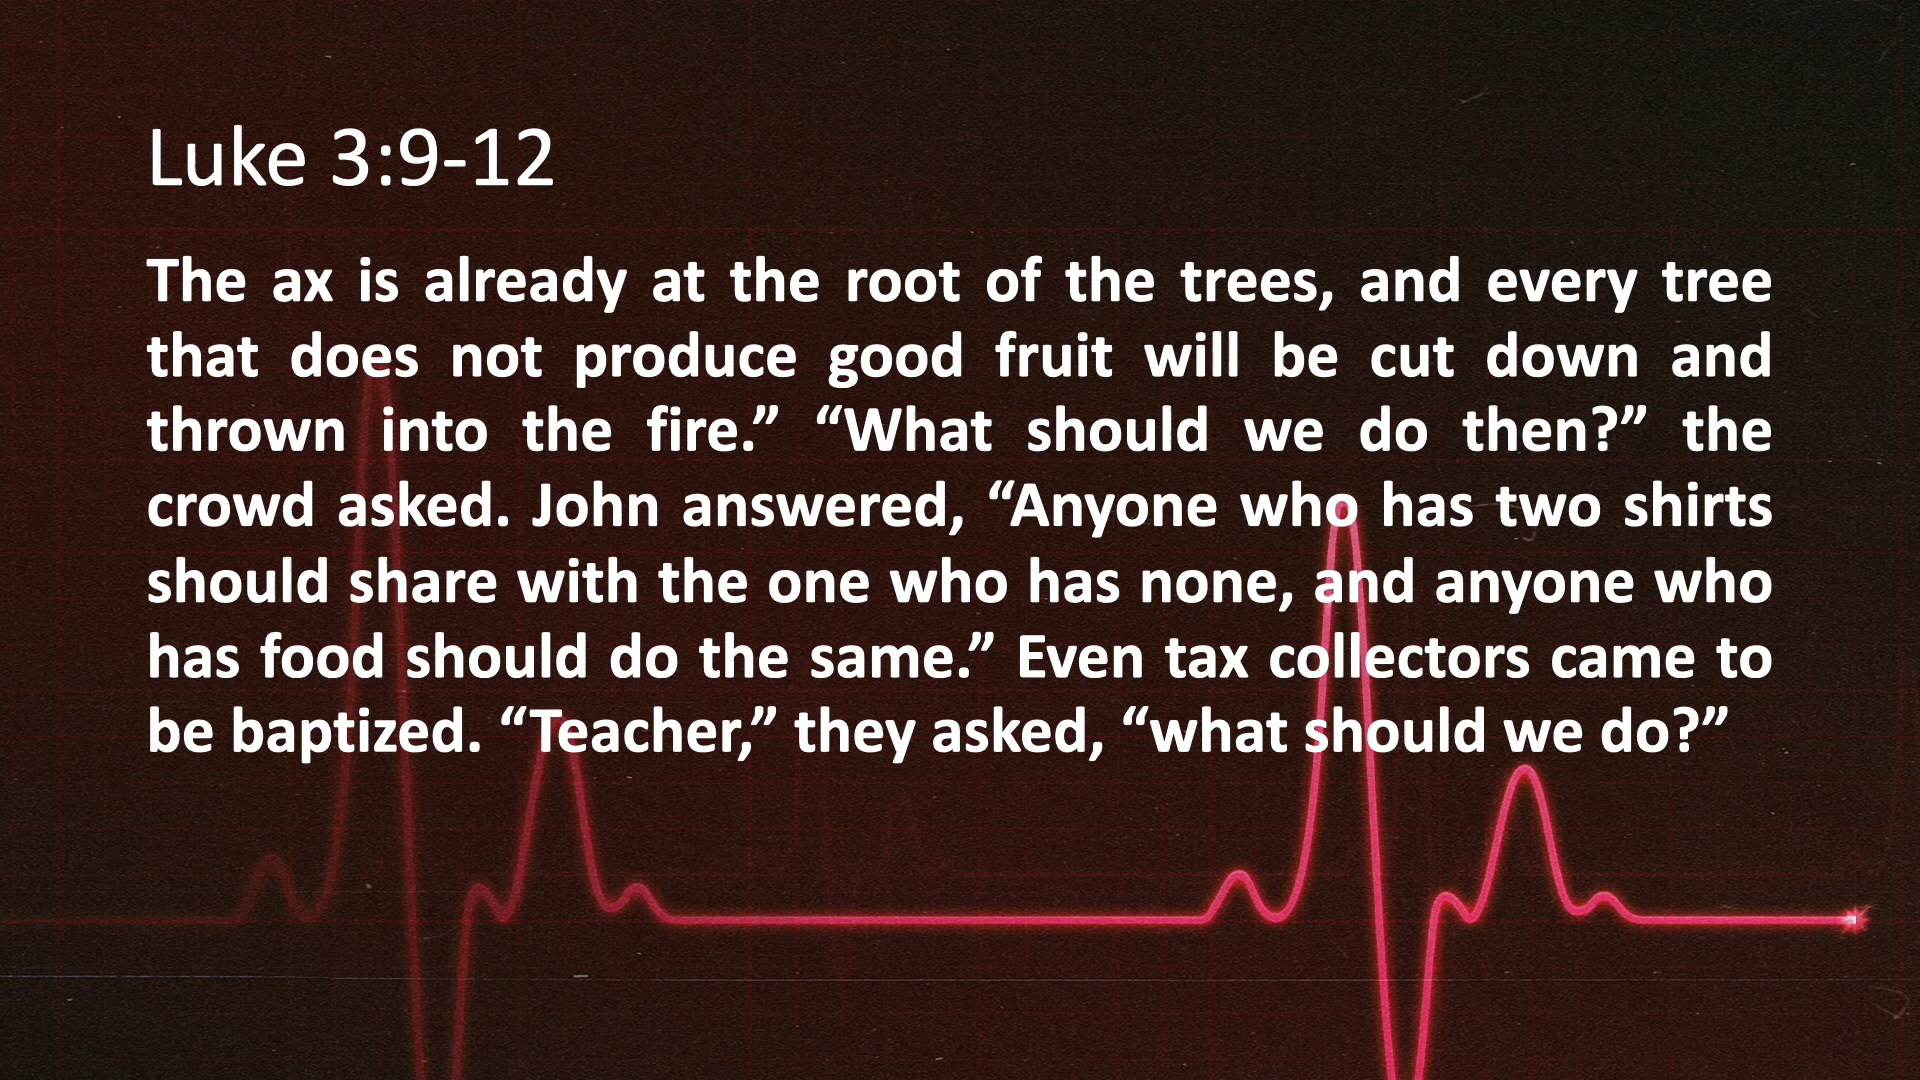 Luke 3:9-12
The ax is already at the root of the trees, and every tree
that does not produce good fruit will be cut down and
thrown into the fire.” “What should we do then?” the
crowd asked. John answered, “Anyone who has two shirts
should share with the one who has none, and anyone who
has food should do the same.” Even tax collectors came to
be baptized. “Teacher,” they asked, “what should we do?”